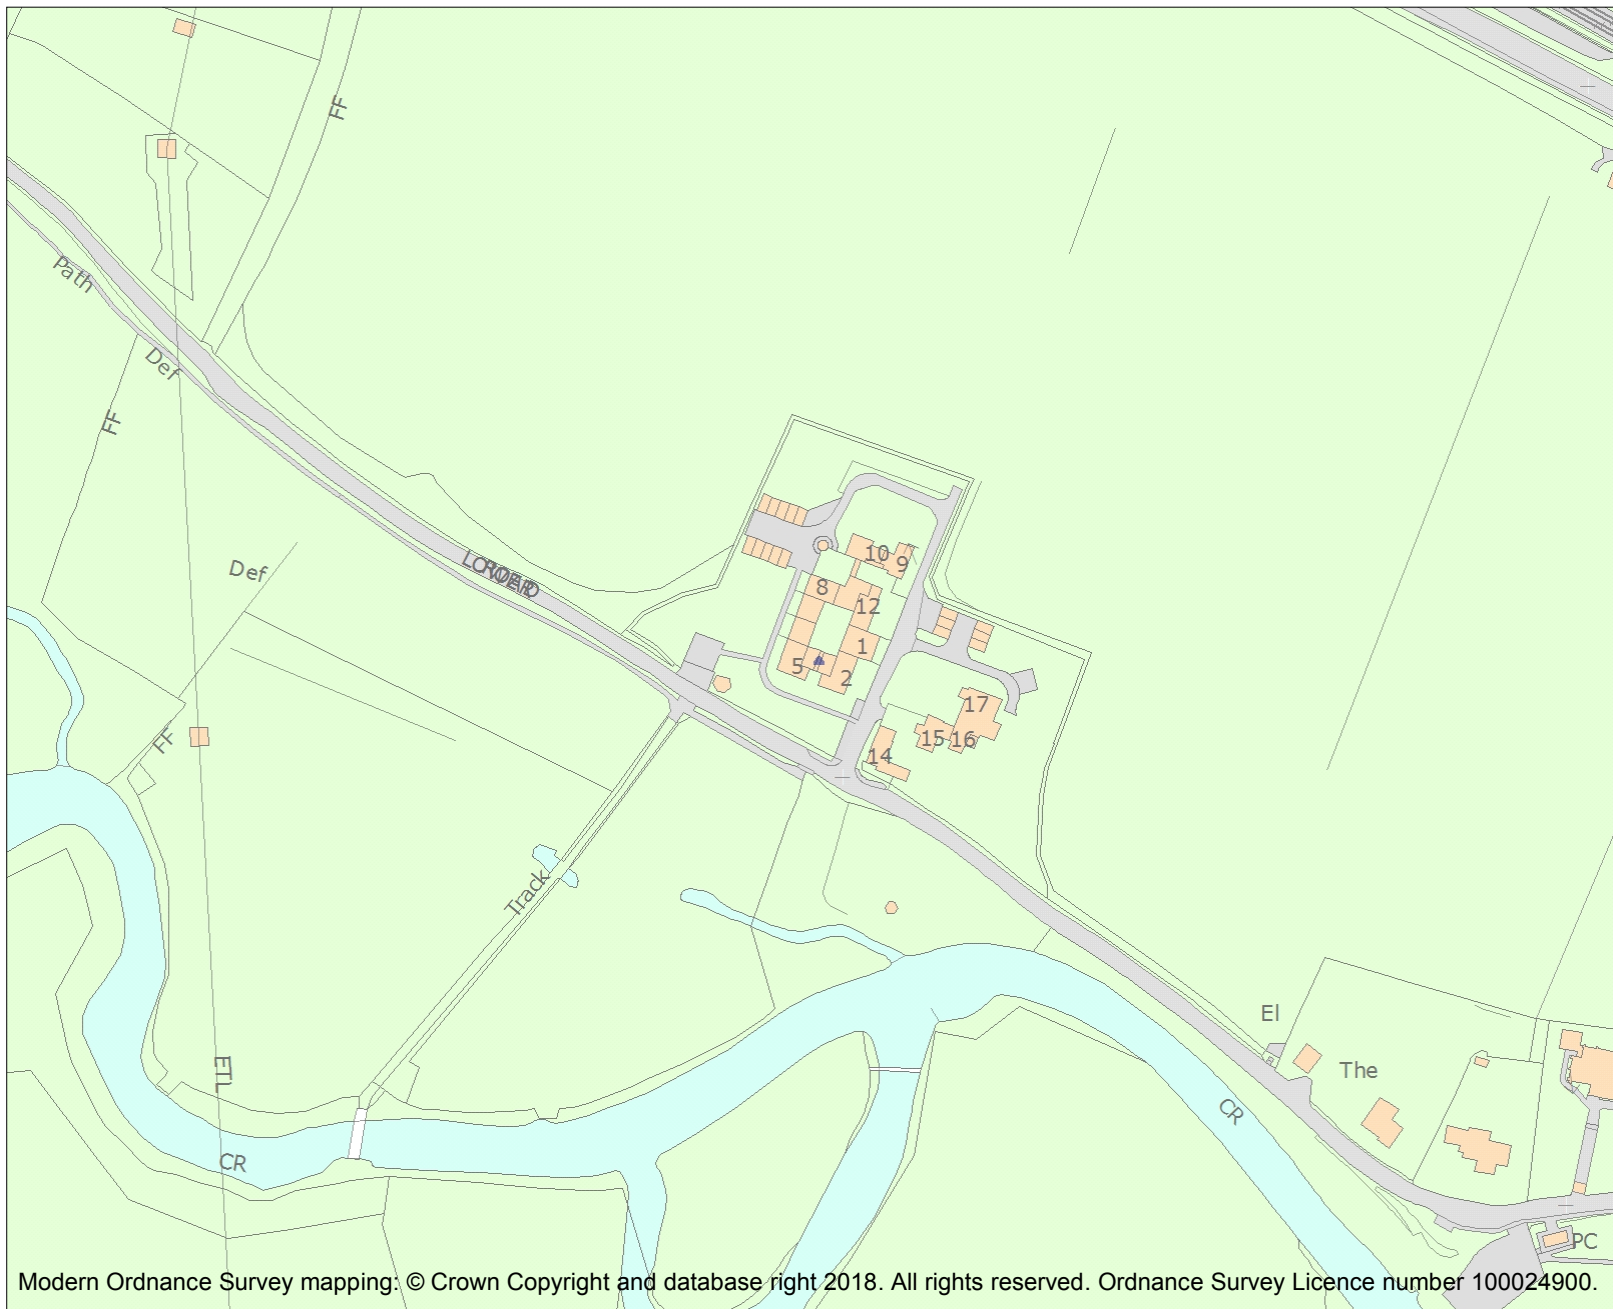 FF
Path
Def
FF
LOWER ROAD
Def
10
9
8
12
1
5
2
17
15
16
14
FF
Track
El
The
ETL
CR
CR
PC
Modern Ordnance Survey mapping: © Crown Copyright and database right 2018. All rights reserved. Ordnance Survey Licence number 100024900.